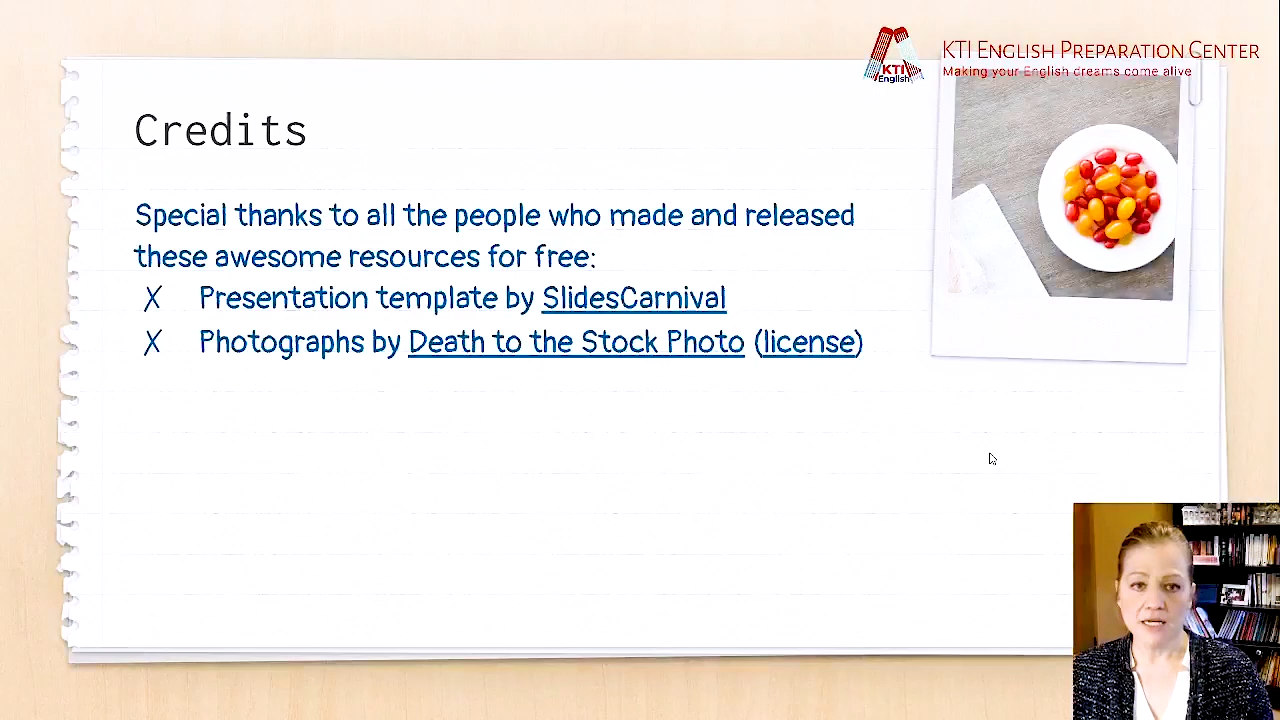 KTI ENGLISH PREPARATION CENTER
Making your English dreams come alive
KTI
English
Credits
Special thanks to all the people who made and released
these awesome resources for free:
X Presentation template by SlidesCarnival
X Photographs by Death to the Stock Photo (license)